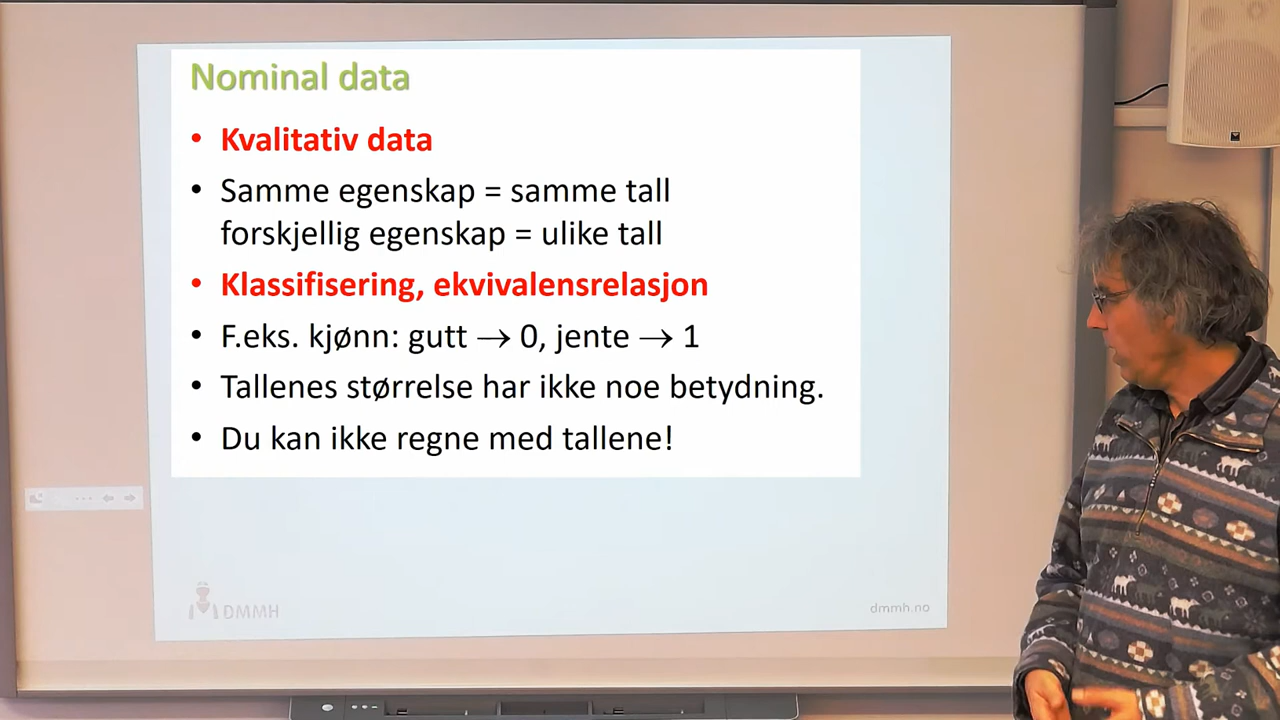 Nominal data
• Kvalitativ data
• Samme egenskap = samme tall
forskjellig egenskap = ulike tall
• Klassifisering, ekvivalensrelasjon
• F.eks. kjønn: gutt → 0, jente → 1
• Tallenes størrelse har ikke noe betydning.
• Du kan ikke regne med tallene!
DMMH
dmmh.no